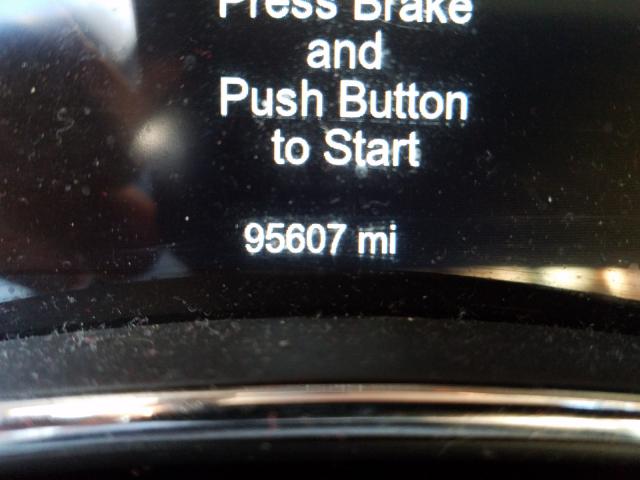 Press Brake
and
Push Button
to Start
95607 mi